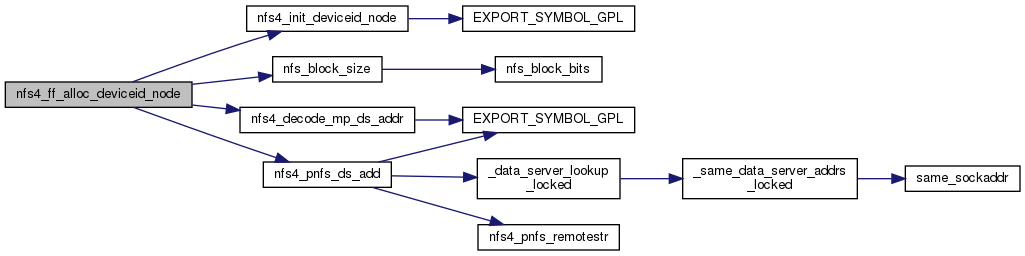 nfs4_init_deviceid_node
EXPORT_SYMBOL_GPL
nfs_block_size
nfs_block_bits
nfs4_ff_alloc_deviceid_node
nfs4_decode_mp_ds_addr
EXPORT_SYMBOL_GPL
nfs4_pnfs_ds_add
_data_server_lookup
_locked
_same_data_server_addrs
_locked
same_sockaddr
nfs4_pnfs_remotestr